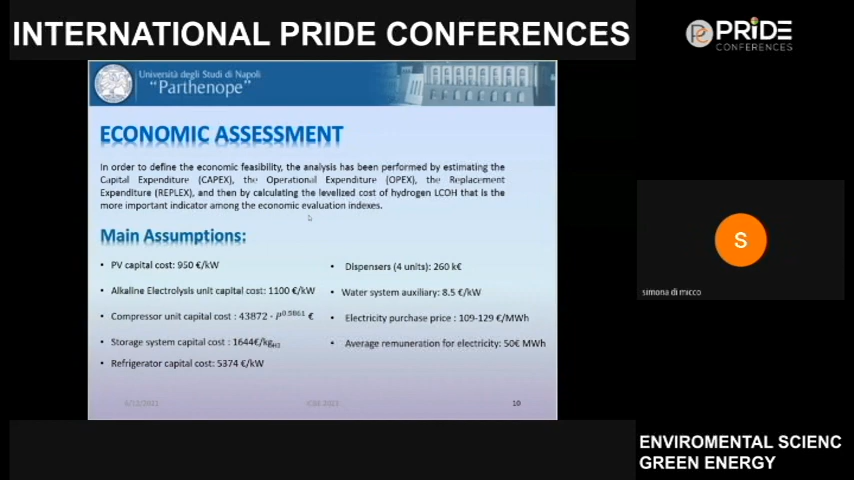 INTERNATIONAL PRIDE CONFERENCES
PRIDE
CONFERENCES
Università degli Studi di Napoli
"Parthenope"
ECONOMIC ASSESSMENT
In order to define the economic feasibility, the analysis has been performed by estimating the
Capital Expenditure (CAPEX), the Operational Expenditure (OPEX), the Replacement
Expenditure (REPLEX), and then by calculating the levelized cost of hydrogen LCOH that is the
more important indicator among the economic evaluation indexes.
Main Assumptions:
• PV capital cost: 950 €/kW
• Alkaline Electrolysis unit capital cost: 1100 €/kW
• Compressor unit capital cost : 43872 · P^0.5861 €
• Storage system capital cost : 1644€/kgH2
• Refrigerator capital cost: 5374 €/kW
• Dispensers (4 units): 260 k€
• Water system auxiliary: 8.5 €/kW
• Electricity purchase price : 109-129 €/MWh
• Average remuneration for electricity: 50€ MWh
10
S
simona di micco
ENVIROMENTAL SCIENC
GREEN ENERGY